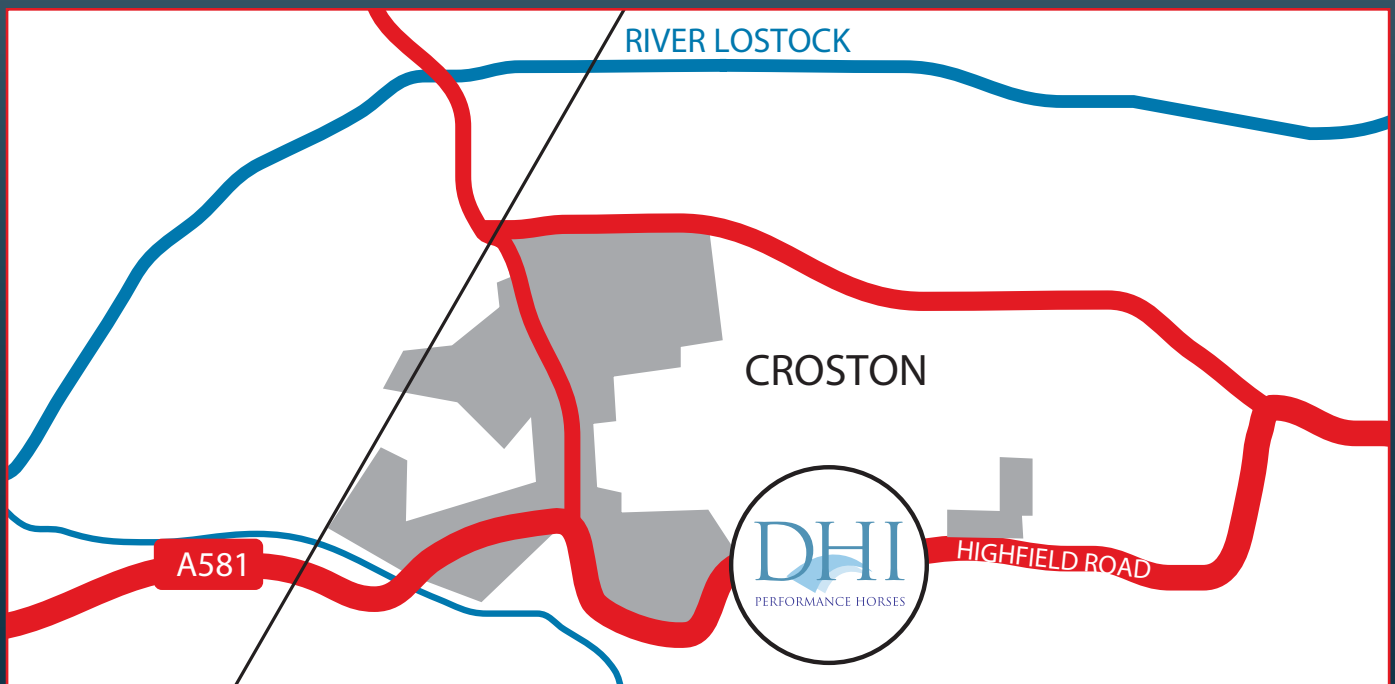 RIVER LOSTOCK
CROSTON
DHI
PERFORMANCE HORSES
HIGHFIELD ROAD
A581